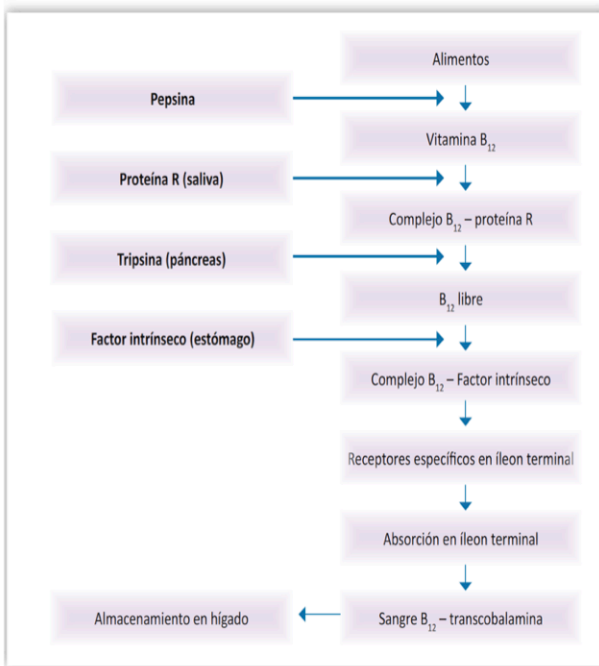 Alimentos
Pepsina
Vitamina B12
Proteína R (saliva)
Complejo B12 – proteína R
Tripsina (páncreas)
B12 libre
Factor intrínseco (estómago)
Complejo B12 – Factor intrínseco
Receptores específicos en íleon terminal
Absorción en íleon terminal
Almacenamiento en hígado
Sangre B12 – transcobalamina